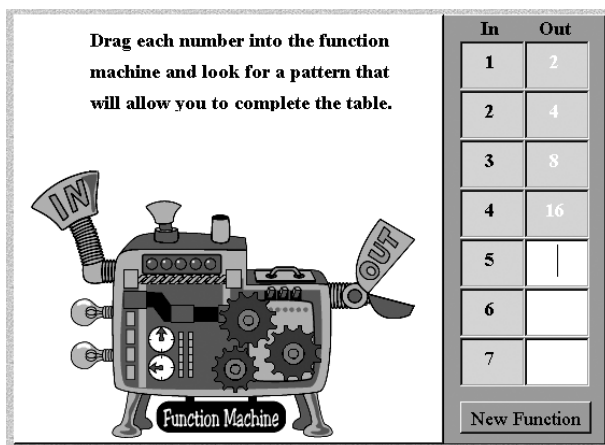 Drag each number into the function
machine and look for a pattern that
will allow you to complete the table.
In Out
1 2
2 4
3 8
4 16
5
6
7
IN
OUT
Function Machine
New Function